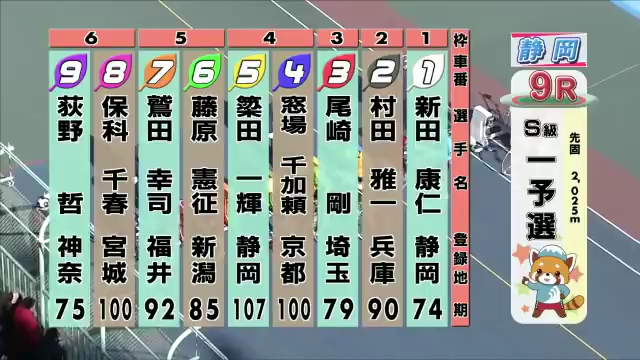 静岡
9R
S級
一予選
先固 2,025m
枠 1 2 3 4 5 6
車番 選手名 登録地 期
1 新田 康仁 静岡 74
2 村田 雅一 兵庫 90
3 尾崎 剛 埼玉 79
4 窓場 千加頼 京都 100
5 簗田 一輝 静岡 107
6 藤原 憲征 新潟 85
7 鷲田 幸司 福井 92
8 保科 千春 宮城 100
9 荻野 哲 神奈 75